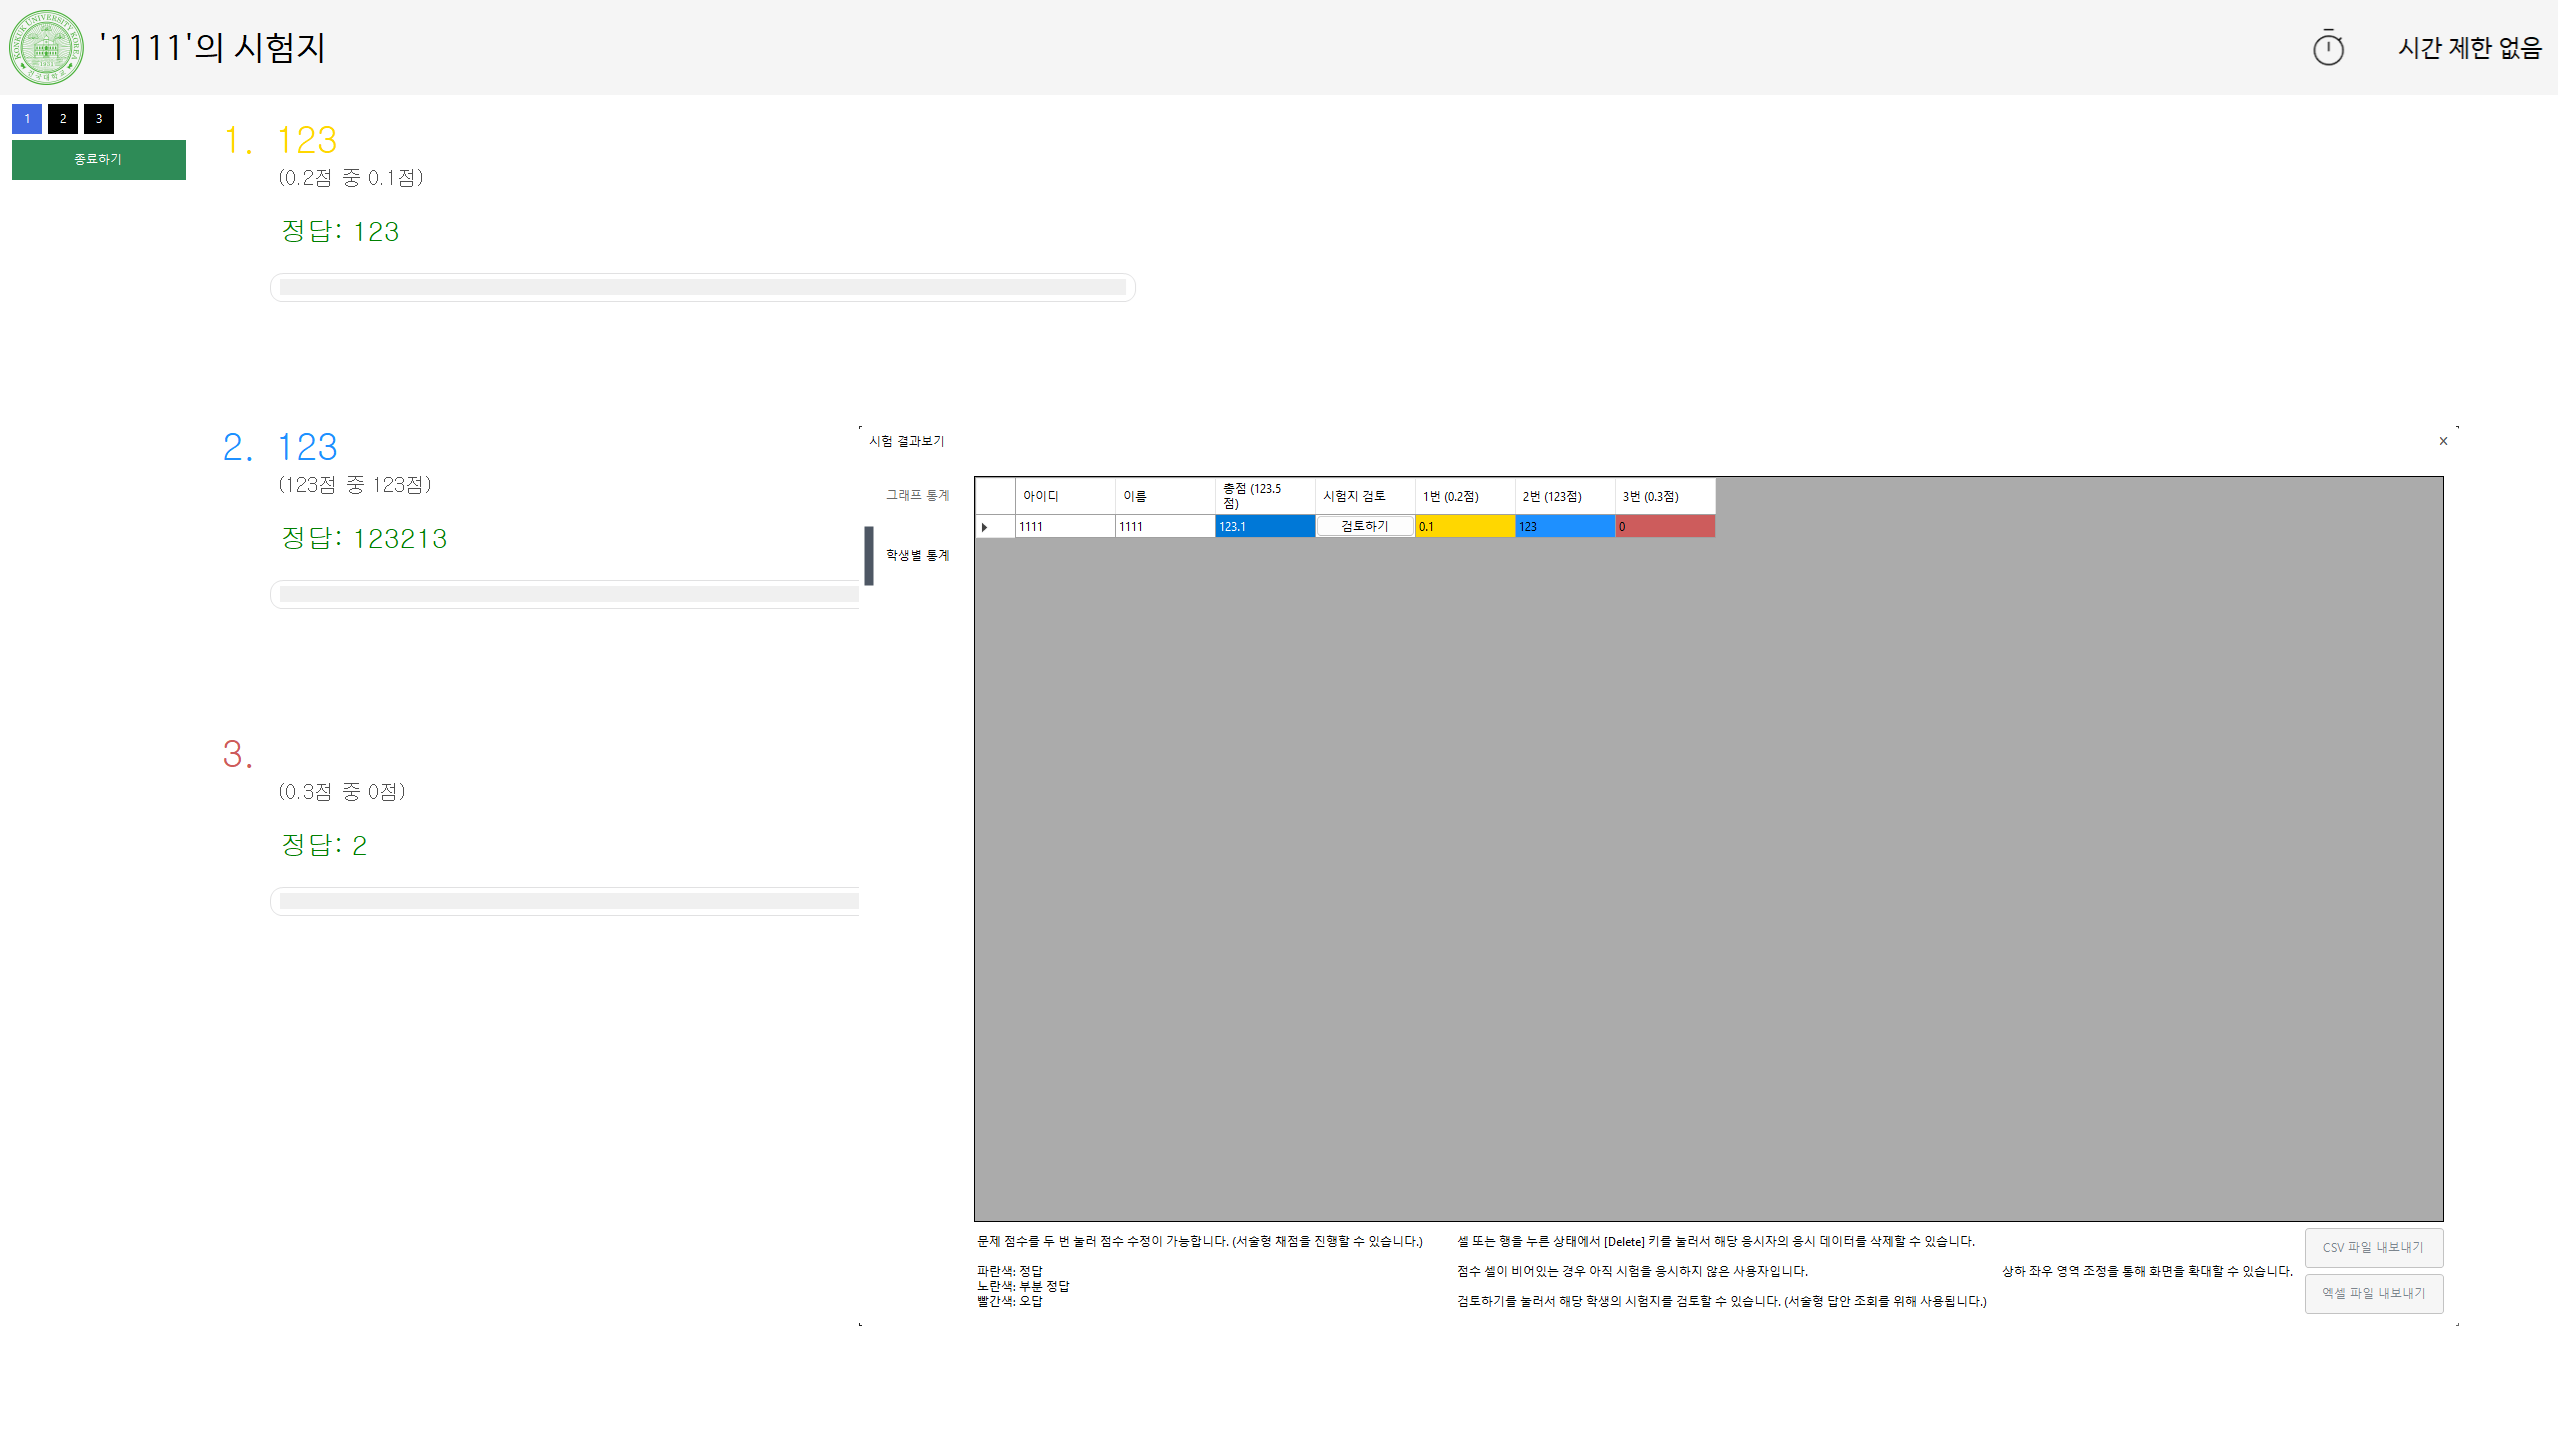 '1111'의 시험지
시간 제한 없음
1 2 3
종료하기
1. 123
(0.2점 중 0.1점)
정답: 123
2. 123
(123점 중 123점)
정답: 123213
3.
(0.3점 중 0점)
정답: 2
시험 결과보기
×
그래프 통계
학생별 통계
아이디 이름 총점 (123.5 점) 시험지 검토 1번 (0.2점) 2번 (123점) 3번 (0.3점)
1111 1111 123.1 검토하기 0.1 123 0
문제 점수를 두 번 눌러 점수 수정이 가능합니다. (서술형 채점을 진행할 수 있습니다.)
파란색: 정답
노란색: 부분 정답
빨간색: 오답
셀 또는 행을 누른 상태에서 [Delete] 키를 눌러서 해당 응시자의 응시 데이터를 삭제할 수 있습니다.
점수 셀이 비어있는 경우 아직 시험을 응시하지 않은 사용자입니다.
검토하기를 눌러서 해당 학생의 시험지를 검토할 수 있습니다. (서술형 답안 조회를 위해 사용됩니다.)
상하 좌우 영역 조정을 통해 화면을 확대할 수 있습니다.
CSV 파일 내보내기
엑셀 파일 내보내기